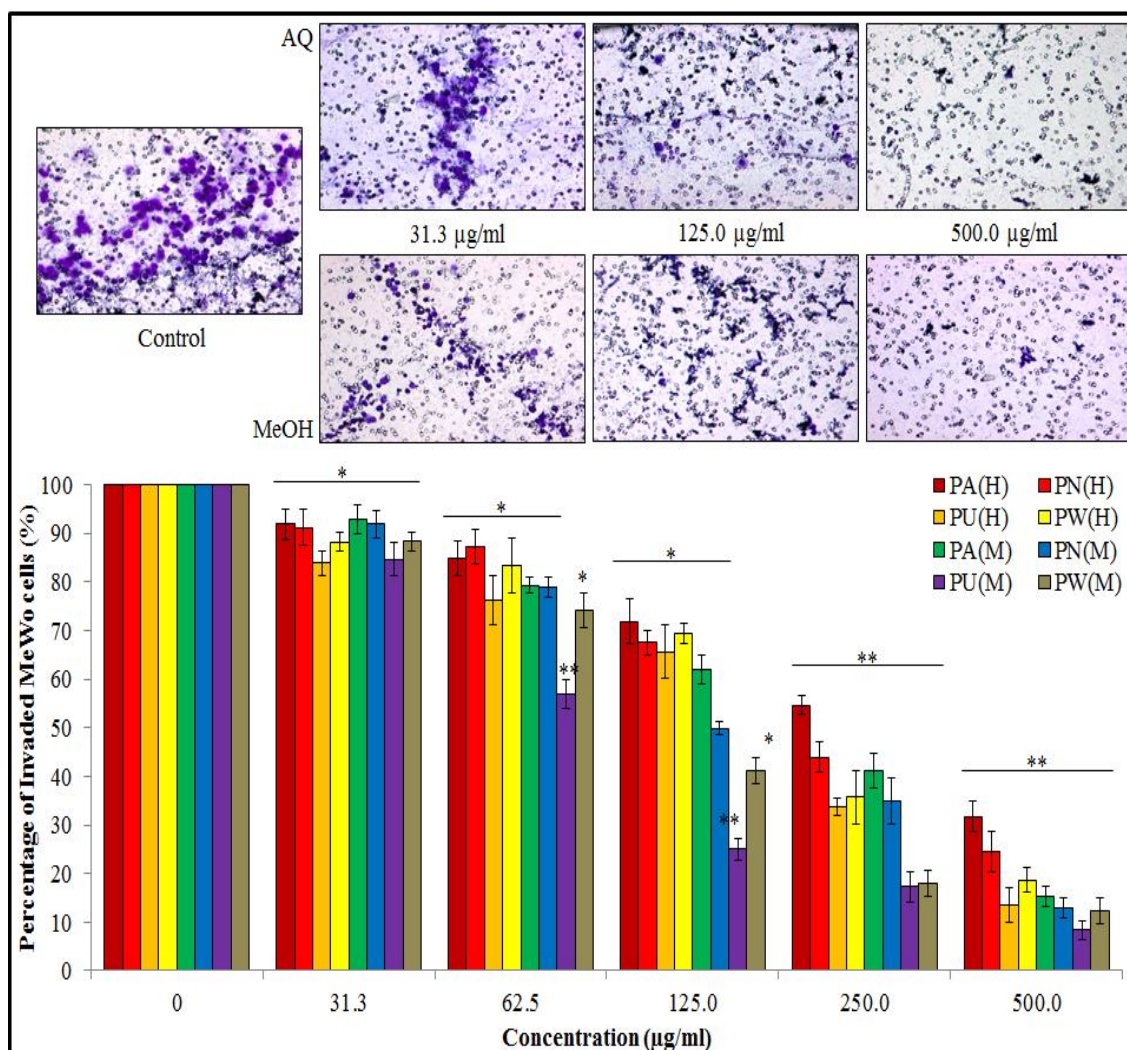 AQ
Control
31.3 µg/ml
125.0 µg/ml
500.0 µg/ml
MeOH
Percentage of Invaded MeWo cells (%)
100
90
80
70
60
50
40
30
20
10
0
*
*
*
**
*
*
**
**
**
PA(H) PN(H)
PU(H) PW(H)
PA(M) PN(M)
PU(M) PW(M)
0 31.3 62.5 125.0 250.0 500.0
Concentration (µg/ml)